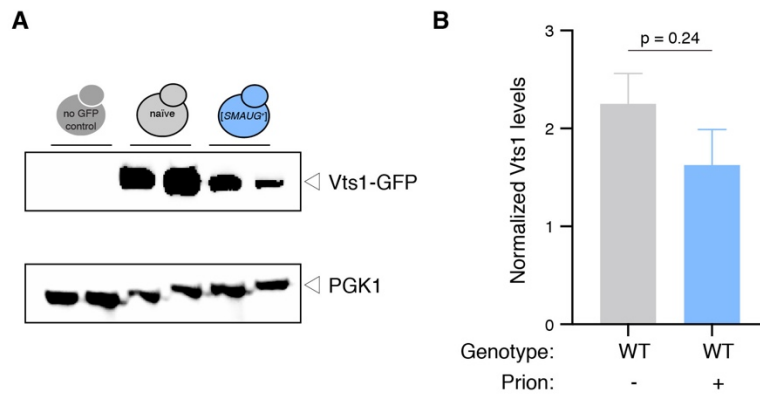 A
no GFP
control
naïve
[SMAUG+]
Vts1-GFP
PGK1
B
Normalized Vts1 levels
3
2
1
0
p = 0.24
Genotype: WT WT
Prion: - +